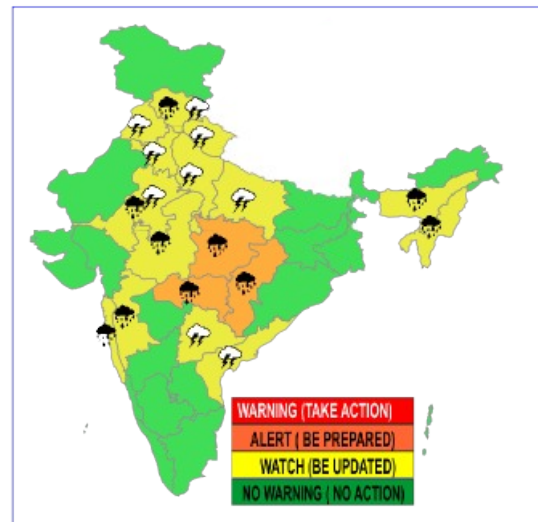 WARNING (TAKE ACTION)
ALERT ( BE PREPARED)
WATCH (BE UPDATED)
NO WARNING ( NO ACTION)